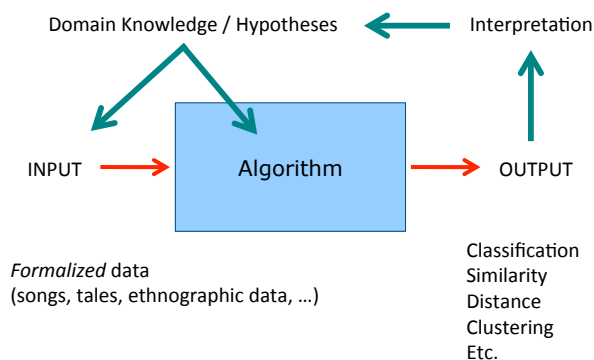 Domain Knowledge / Hypotheses
Interpretation
INPUT
Algorithm
OUTPUT
Formalized data
(songs, tales, ethnographic data, …)
Classification
Similarity
Distance
Clustering
Etc.